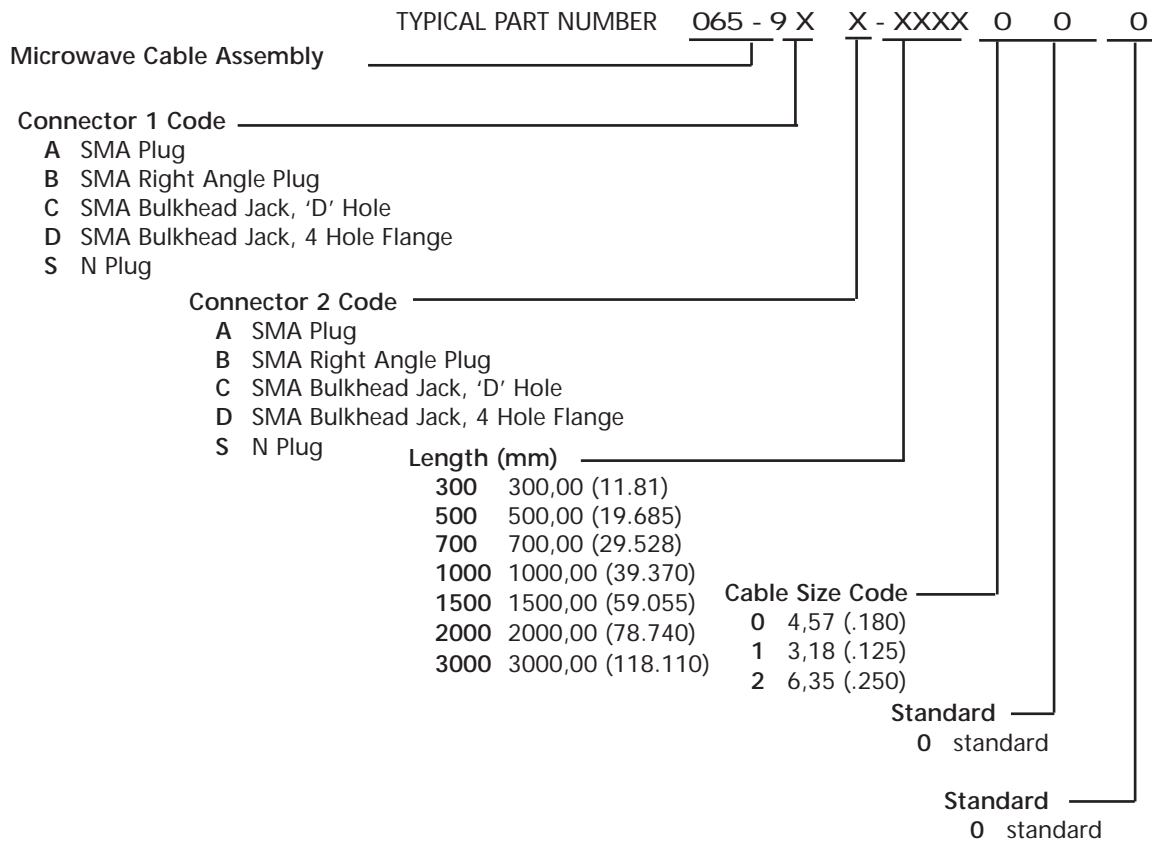 TYPICAL PART NUMBER 065 - 9 X X - XXXX 0 0 0
Microwave Cable Assembly
Connector 1 Code
A SMA Plug
B SMA Right Angle Plug
C SMA Bulkhead Jack, ‘D’ Hole
D SMA Bulkhead Jack, 4 Hole Flange
S N Plug
Connector 2 Code
A SMA Plug
B SMA Right Angle Plug
C SMA Bulkhead Jack, ‘D’ Hole
D SMA Bulkhead Jack, 4 Hole Flange
S N Plug
Length (mm)
300 300,00 (11.81)
500 500,00 (19.685)
700 700,00 (29.528)
1000 1000,00 (39.370)
1500 1500,00 (59.055)
2000 2000,00 (78.740)
3000 3000,00 (118.110)
Cable Size Code
0 4,57 (.180)
1 3,18 (.125)
2 6,35 (.250)
Standard
0 standard
Standard
0 standard